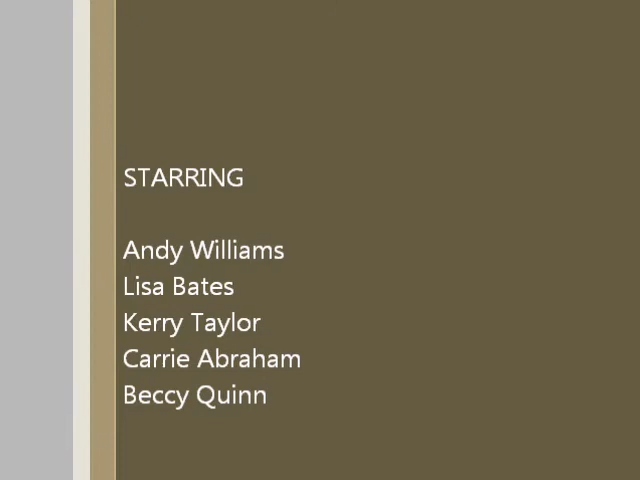 STARRING
Andy Williams
Lisa Bates
Kerry Taylor
Carrie Abraham
Beccy Quinn